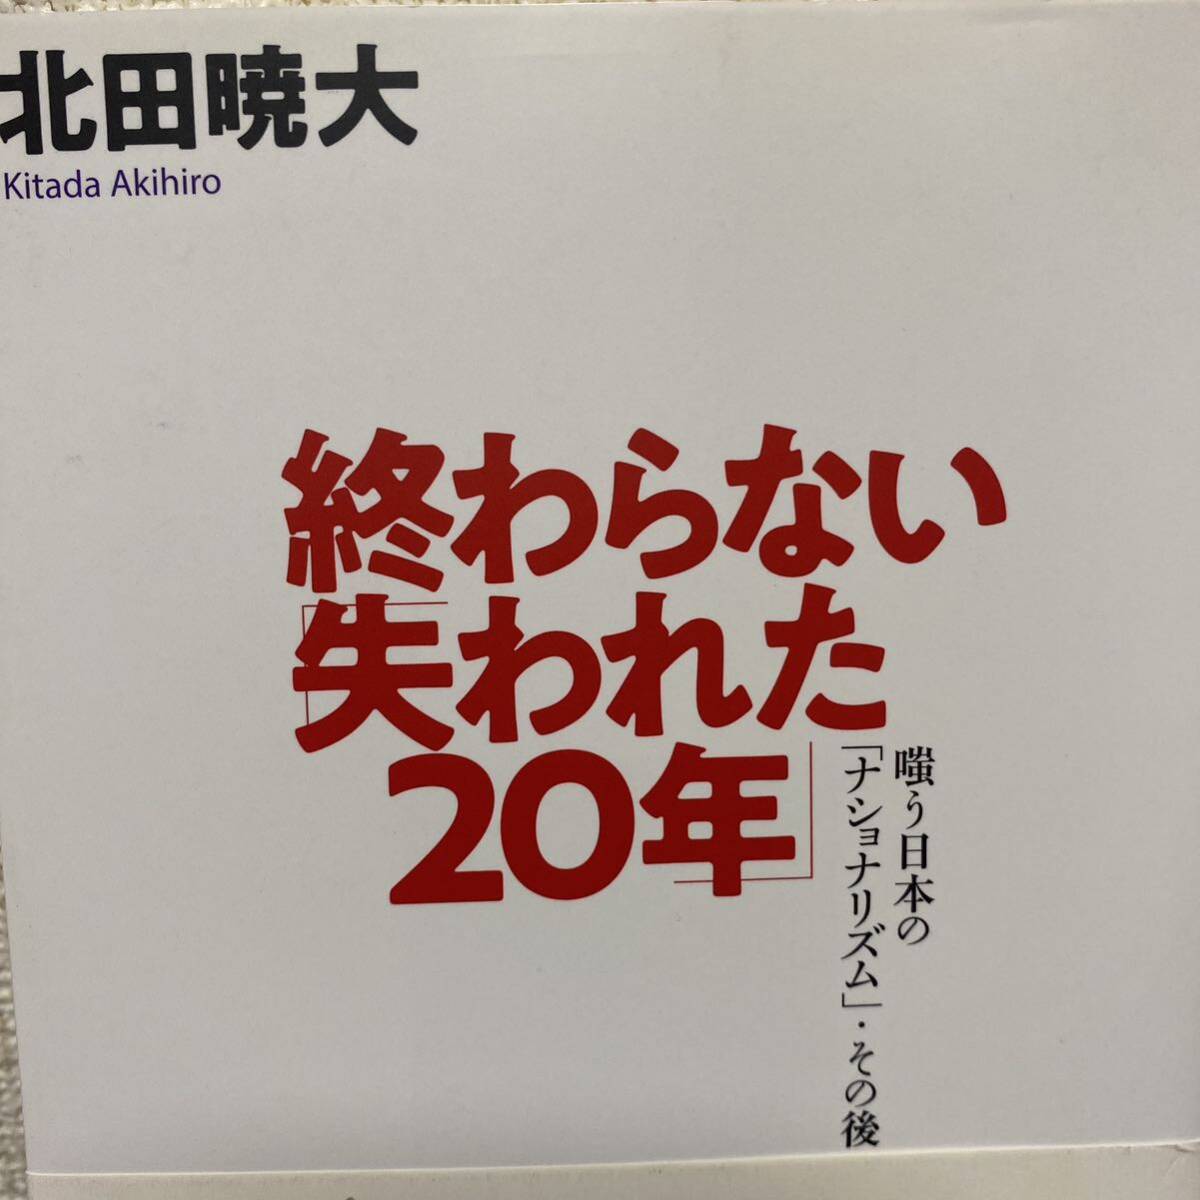 北田暁大
Kitada Akihiro
終わらない
「失われた
20年」
嗤う日本の
「ナショナリズム」・その後